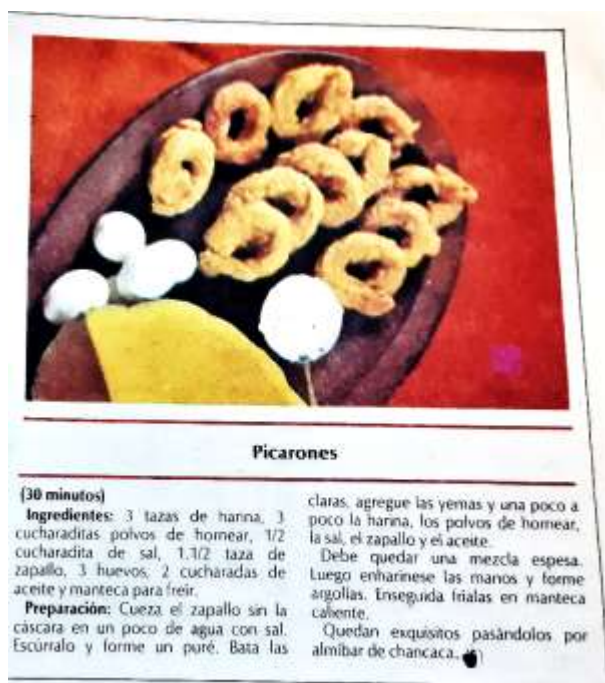 Picarones
(30 minutos)
Ingredientes: 3 tazas de harina, 3
cucharaditas polvos de hornear, 1/2
cucharadita de sal, 1.1/2 taza de
zapallo, 3 huevos, 2 cucharadas de
aceite y manteca para freir.
Preparación: Cueza el zapallo sin la
cáscara en un poco de agua con sal.
Escúrralo y forme un puré. Bata las
claras, agregue las yemas y una poco a
poco la harina, los polvos de hornear,
la sal, el zapallo y el aceite.
Debe quedar una mezcla espesa.
Luego enharínese las manos y forme
argollas. Enseguida fríalas en manteca
caliente.
Quedan exquisitos pasándolos por
almíbar de chancaca.